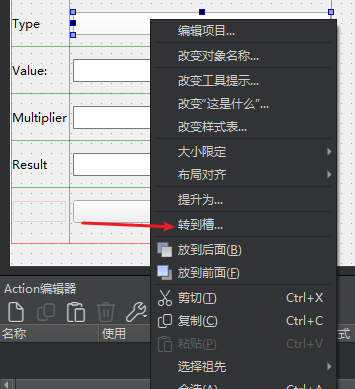 Type
Value:
Multiplier
Result
编辑项目...
改变对象名称...
改变工具提示...
改变“这是什么”...
改变样式表...
大小限定
布局对齐
提升为...
转到槽...
放到后面(B)
放到前面(F)
剪切(T) Ctrl+X
复制(C) Ctrl+C
粘贴(P) Ctrl+V
选择祖先
Action编辑器
名称 使用 式